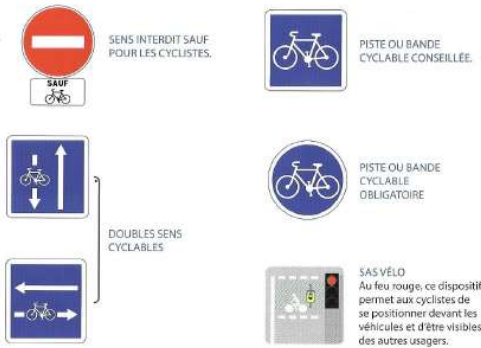 SENS INTERDIT SAUF
POUR LES CYCLISTES.
SAUF
DOUBLES SENS
CYCLABLES
PISTE OU BANDE
CYCLABLE CONSEILLÉE.
PISTE OU BANDE
CYCLABLE
OBLIGATOIRE
SAS VÉLO
Au feu rouge, ce dispositif
permet aux cyclistes de
se positionner devant les
véhicules et d'être visibles
des autres usagers.